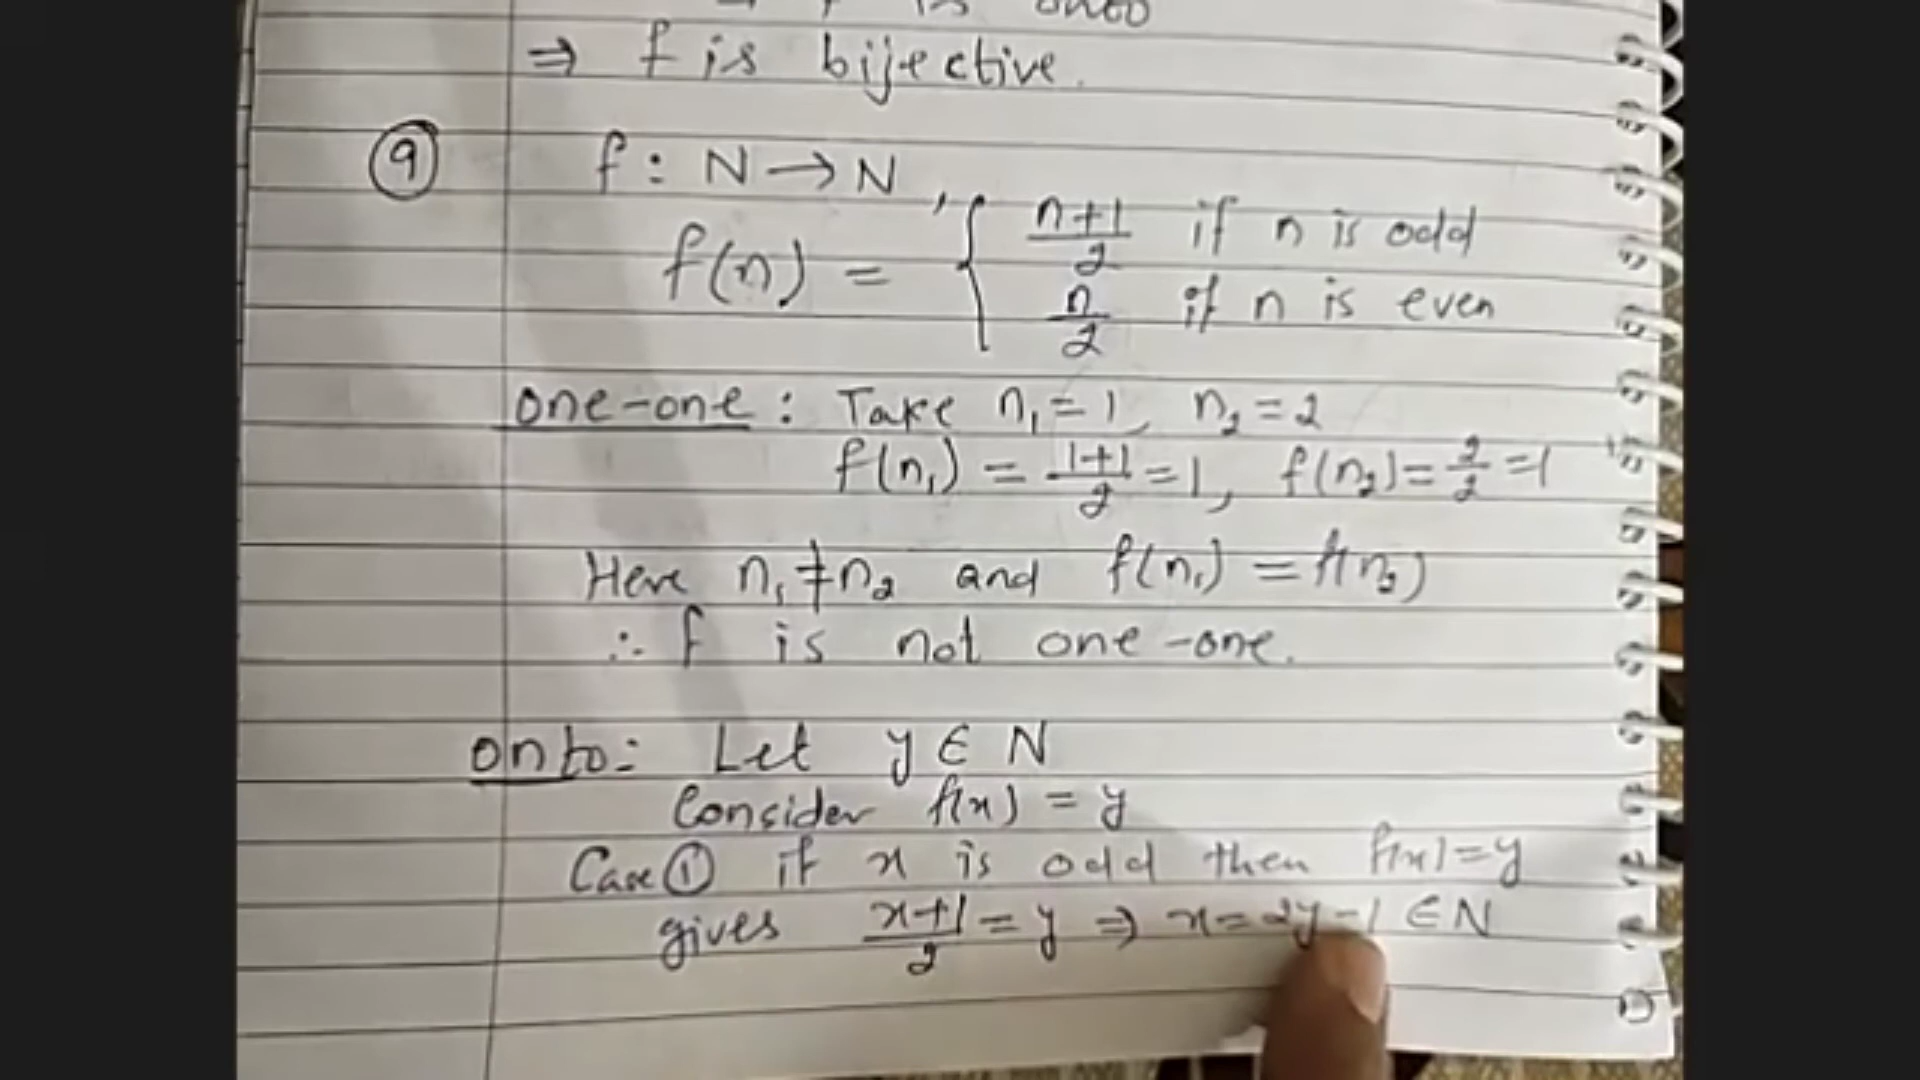 is onto
⇒ f is bijective.
⑨ f : N → N ,
f(n) = { n+1/2 if n is odd
n/2 if n is even
one-one : Take n₁ = 1, n₂ = 2
f(n₁) = 1+1/2 = 1, f(n₂) = 2/2 = 1
Here n₁ ≠ n₂ and f(n₁) = f(n₂)
∴ f is not one-one.
onto: Let y ∈ N
Consider f(x) = y
Case ① if x is odd then f(x) = y
gives x+1/2 = y ⇒ x = 2y-1 ∈ N